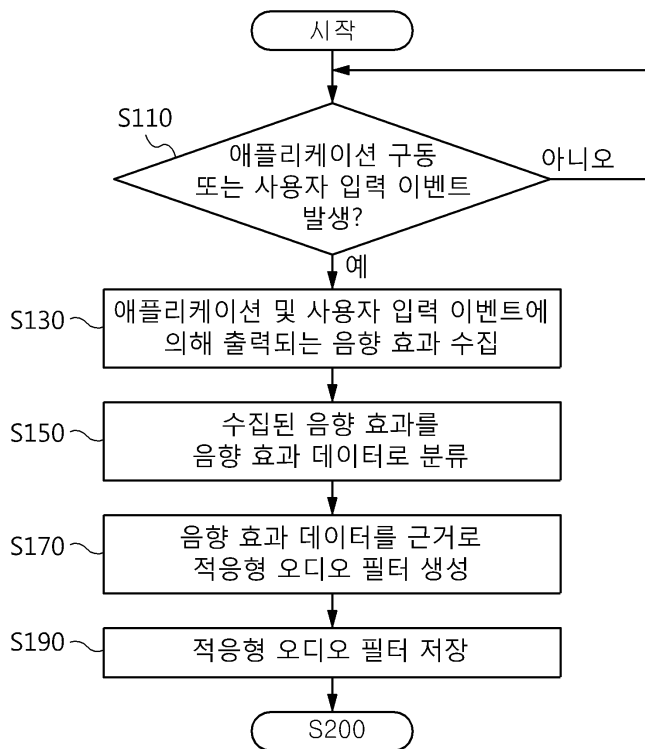 시작
S110
애플리케이션 구동
또는 사용자 입력 이벤트
발생?
아니오
예
S130
애플리케이션 및 사용자 입력 이벤트에
의해 출력되는 음향 효과 수집
S150
수집된 음향 효과를
음향 효과 데이터로 분류
S170
음향 효과 데이터를 근거로
적응형 오디오 필터 생성
S190
적응형 오디오 필터 저장
S200